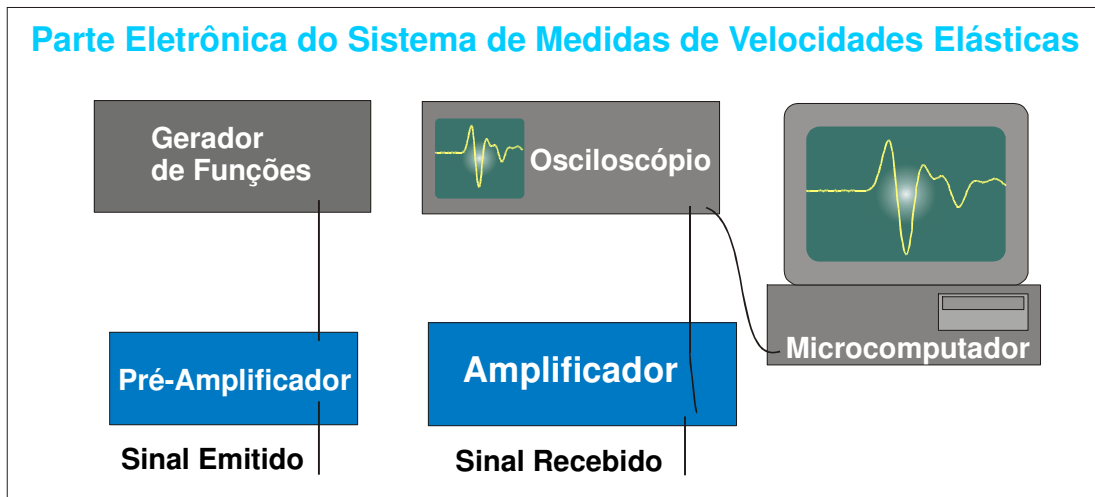 Parte Eletrônica do Sistema de Medidas de Velocidades Elásticas
Gerador
de Funções
Osciloscópio
Microcomputador
Pré-Amplificador
Amplificador
Sinal Emitido
Sinal Recebido